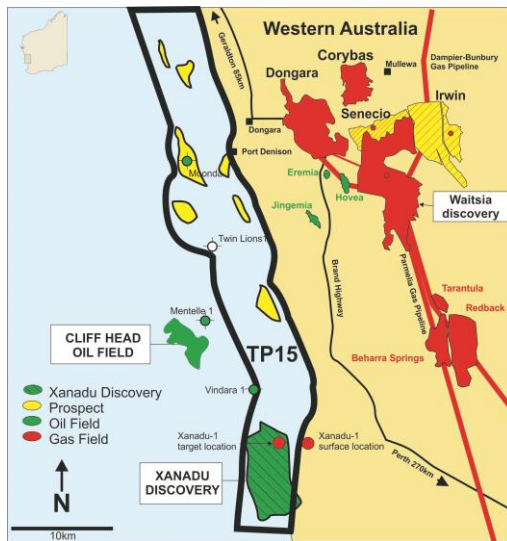 Western Australia
Corybas
Mullewa
Dampier-Bunbury
Gas Pipeline
Geraldton 85km
Dongara
Senecio
Irwin
Dongara
Port Denison
Moonda
Eremia
Hovea
Jingemia
Waitsia
discovery
Twin Lions1
Brand Highway
Parmelia Gas Pipeline
Tarantula
Redback
Mentelle 1
CLIFF HEAD
OIL FIELD
TP15
Beharra Springs
Vindara 1
Xanadu Discovery
Prospect
Oil Field
Gas Field
Xanadu-1
target location
Xanadu-1
surface location
XANADU
DISCOVERY
Perth 270km
N
10km